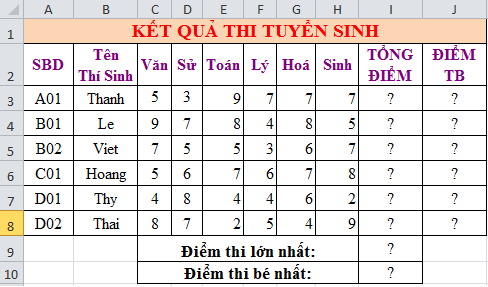 A B C D E F G H I J
1 KẾT QUẢ THI TUYỂN SINH
2 SBD Tên Thí Sinh Văn Sử Toán Lý Hoá Sinh TỔNG ĐIỂM ĐIỂM TB
3 A01 Thanh 5 3 9 7 7 7 ? ?
4 B01 Le 9 7 8 4 8 5 ? ?
5 B02 Viet 7 5 5 3 6 7 ? ?
6 C01 Hoang 5 6 7 6 7 8 ? ?
7 D01 Thy 4 8 4 4 6 2 ? ?
8 D02 Thai 8 7 2 5 4 9 ? ?
9 Điểm thi lớn nhất: ?
10 Điểm thi bé nhất: ?